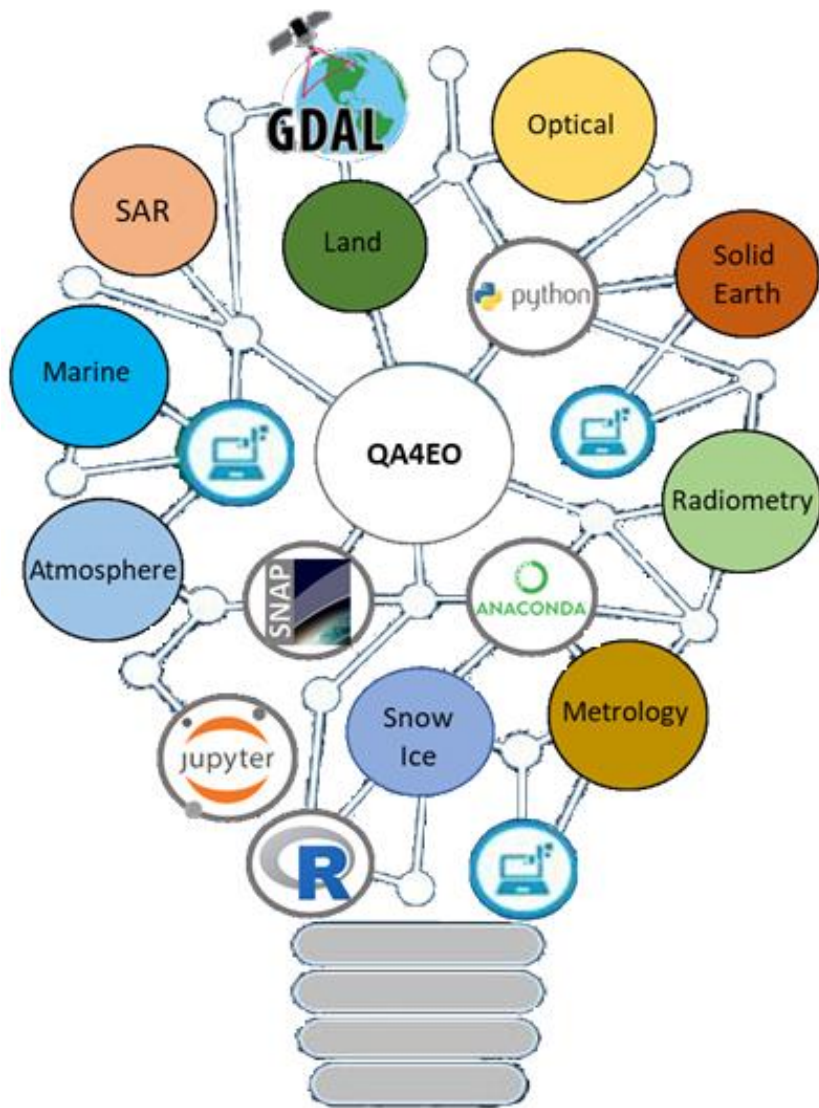 GDAL
Optical
SAR
Land
Solid
Earth
python
Marine
QA4EO
Radiometry
Atmosphere
SNAP
ANACONDA
Snow
Ice
Metrology
jupyter
R